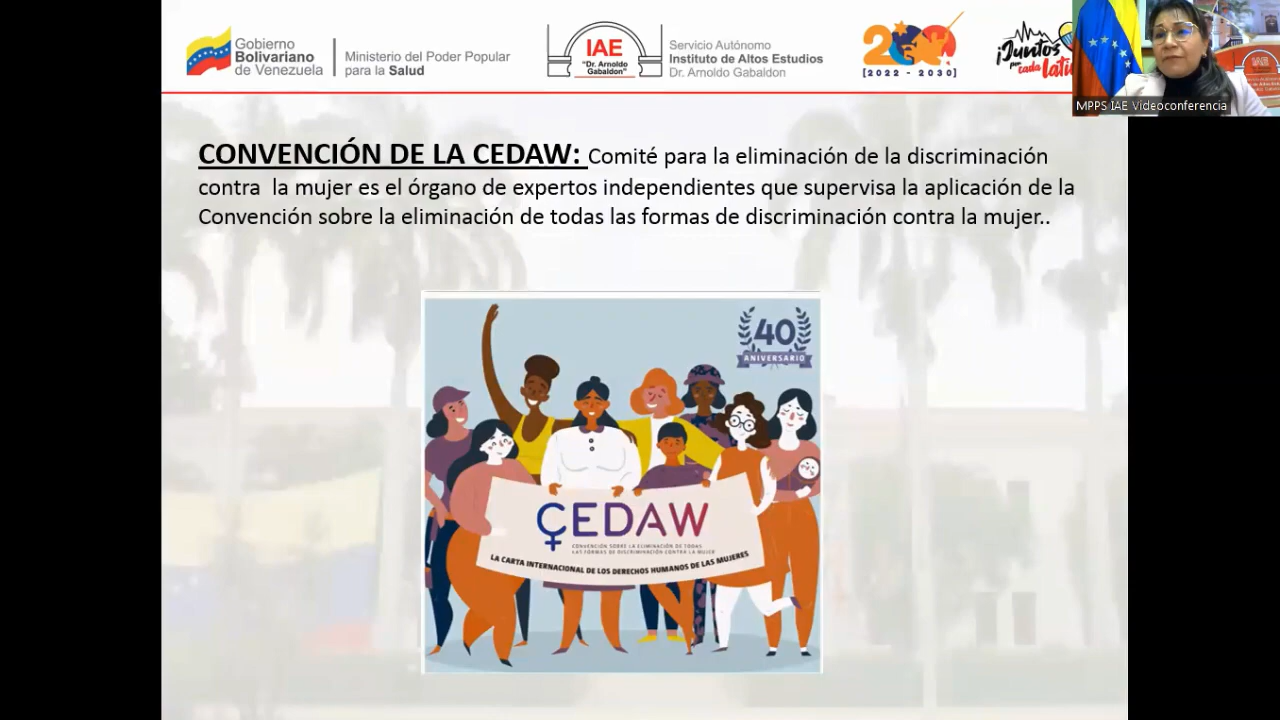 Gobierno
Bolivariano
de Venezuela
Ministerio del Poder Popular
para la Salud
IAE
"Dr. Arnoldo
Gabaldon"
Servicio Autónomo
Instituto de Altos Estudios
Dr. Arnoldo Gabaldon
200
[2022 - 2030]
¡Juntos
por cada
MPPS IAE Videoconferencia
IAE
CONVENCIÓN DE LA CEDAW: Comité para la eliminación de la discriminación
contra la mujer es el órgano de expertos independientes que supervisa la aplicación de la
Convención sobre la eliminación de todas las formas de discriminación contra la mujer..
40
ANIVERSARIO
CEDAW
CONVENCIÓN SOBRE LA ELIMINACIÓN DE TODAS
LAS FORMAS DE DISCRIMINACIÓN CONTRA LA MUJER
LA CARTA INTERNACIONAL DE LOS DERECHOS HUMANOS DE LAS MUJERES